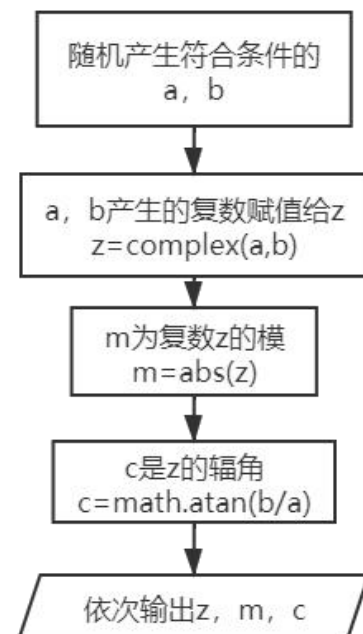 随机产生符合条件的
a，b
a，b产生的复数赋值给z
z=complex(a,b)
m为复数z的模
m=abs(z)
c是z的辐角
c=math.atan(b/a)
依次输出z，m，c